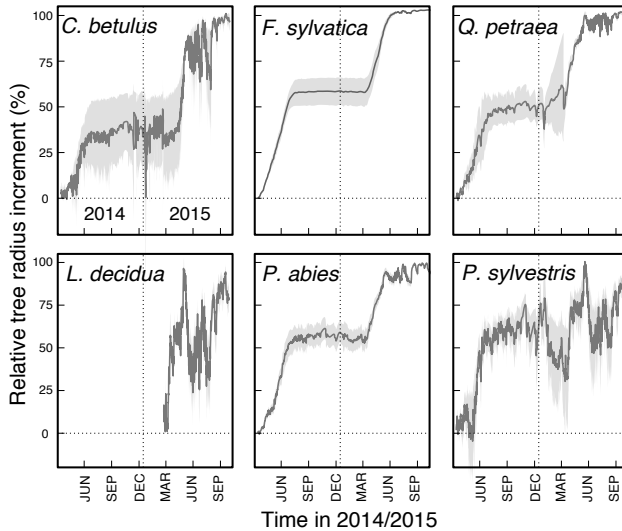 C. betulus
F. sylvatica
Q. petraea
Relative tree radius increment (%)
100
75
50
25
0
2014
2015
L. decidua
P. abies
P. sylvestris
100
75
50
25
0
JUN
SEP
DEC
MAR
JUN
SEP
JUN
SEP
DEC
MAR
JUN
SEP
JUN
SEP
DEC
MAR
JUN
SEP
Time in 2014/2015